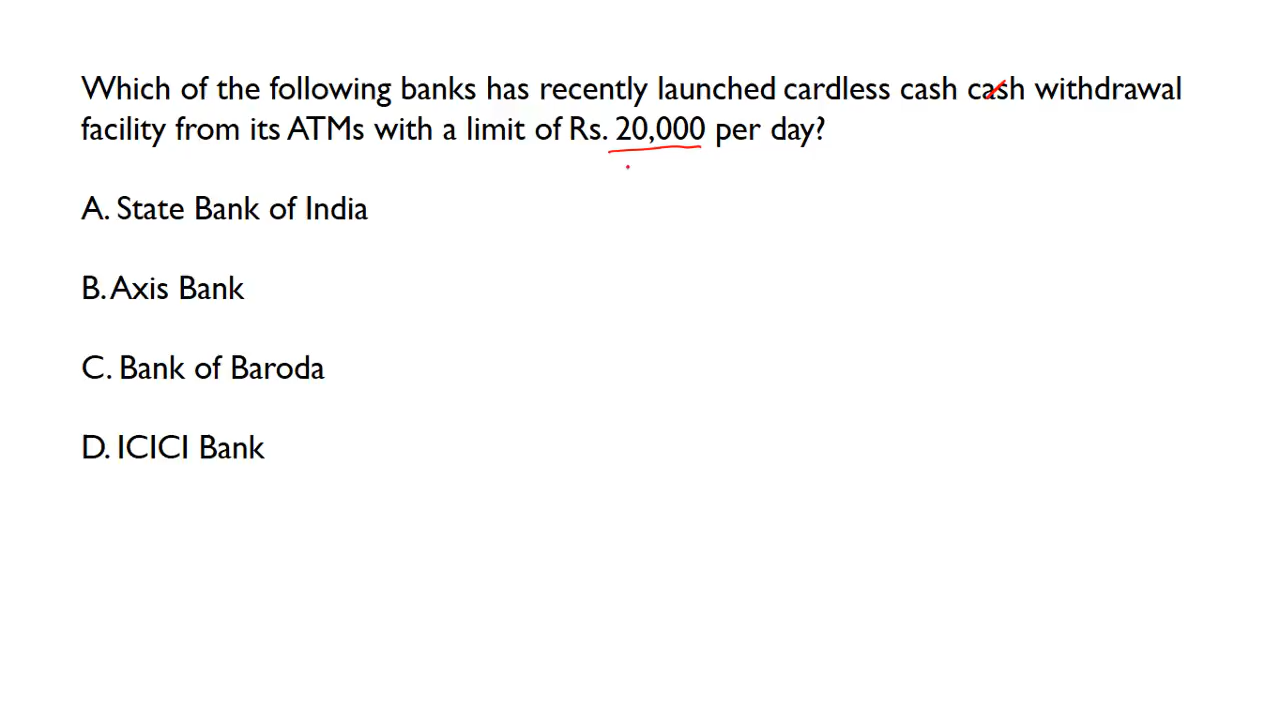 Which of the following banks has recently launched cardless cash cash withdrawal
facility from its ATMs with a limit of Rs. 20,000 per day?
A. State Bank of India
B. Axis Bank
C. Bank of Baroda
D. ICICI Bank